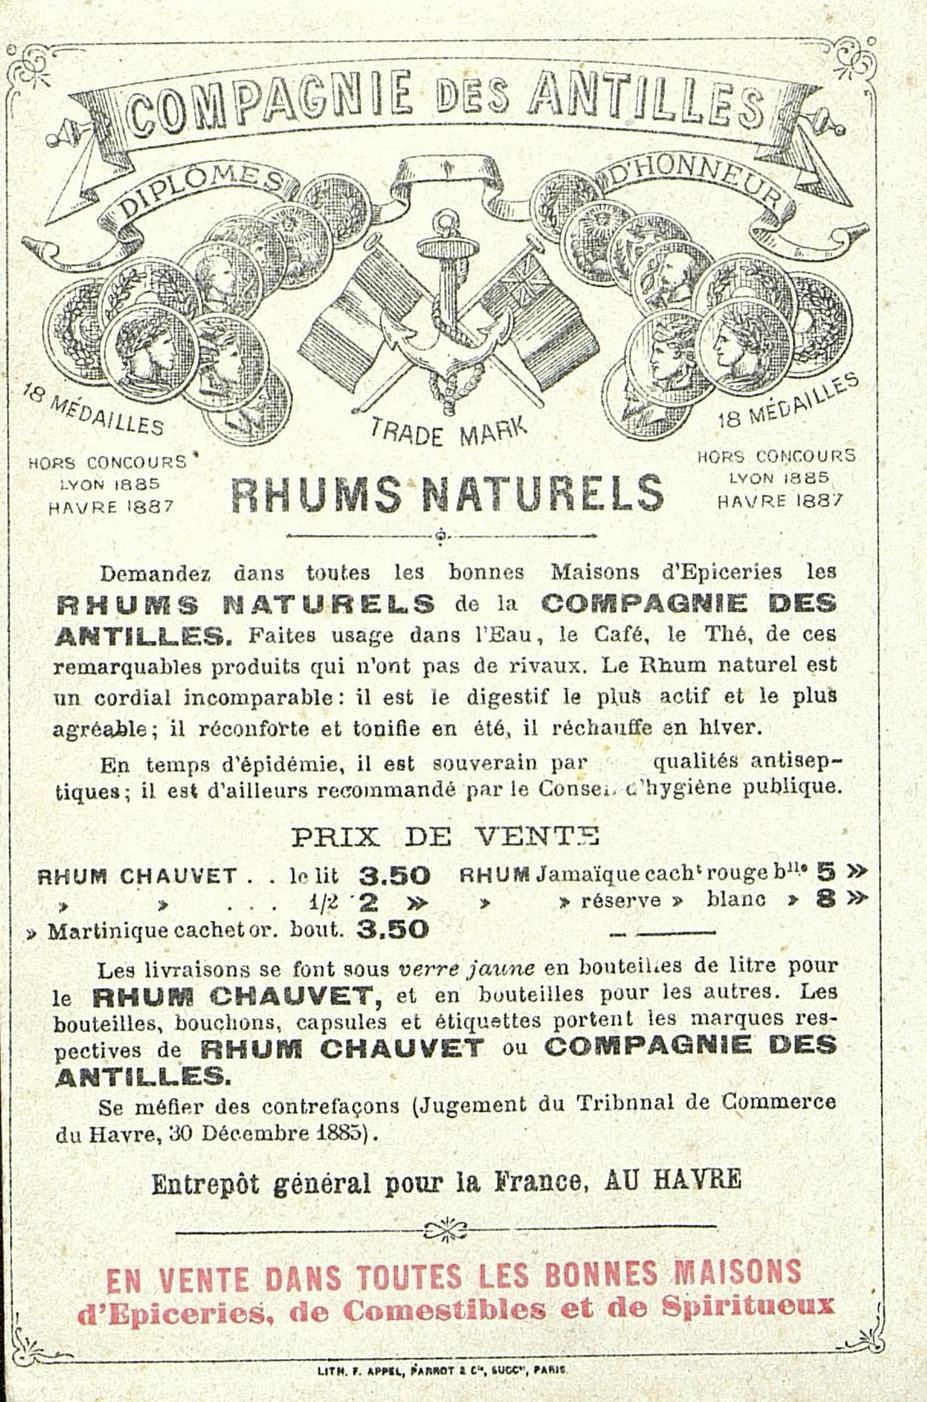 COMPAGNIE DES ANTILLES
DIPLÔMES D'HONNEUR
18 MÉDAILLES
18 MÉDAILLES
TRADE MARK
HORS CONCOURS
LYON 1885
HAVRE 1887
HORS CONCOURS
LYON 1885
HAVRE 1887
RHUMS NATURELS
Demandez dans toutes les bonnes Maisons d'Epiceries les
RHUMS NATURELS de la COMPAGNIE DES
ANTILLES. Faites usage dans l'Eau, le Café, le Thé, de ces
remarquables produits qui n'ont pas de rivaux. Le Rhum naturel est
un cordial incomparable: il est le digestif le plus actif et le plus
agréable; il réconforte et tonifie en été, il réchauffe en hiver.
En temps d'épidémie, il est souverain par qualités antisep-
tiques; il est d'ailleurs recommandé par le Conseil d'hygiène publique.
PRIX DE VENTE
RHUM CHAUVET . . le lit 3.50 RHUM Jamaïque cacht rouge blle 5 »
» » . . . 1/2 2 » » » réserve » blanc » 8 »
» Martinique cachet or. bout. 3.50
Les livraisons se font sous verre jaune en bouteilles de litre pour
le RHUM CHAUVET, et en bouteilles pour les autres. Les
bouteilles, bouchons, capsules et étiquettes portent les marques res-
pectives de RHUM CHAUVET ou COMPAGNIE DES
ANTILLES.
Se méfier des contrefaçons (Jugement du Tribnnal de Commerce
du Havre, 30 Décembre 1885).
Entrepôt général pour la France, AU HAVRE
EN VENTE DANS TOUTES LES BONNES MAISONS
d'Epiceries, de Comestibles et de Spiritueux
LITH. F. APPEL, PARROT & Cie, SUCCrs, PARIS.